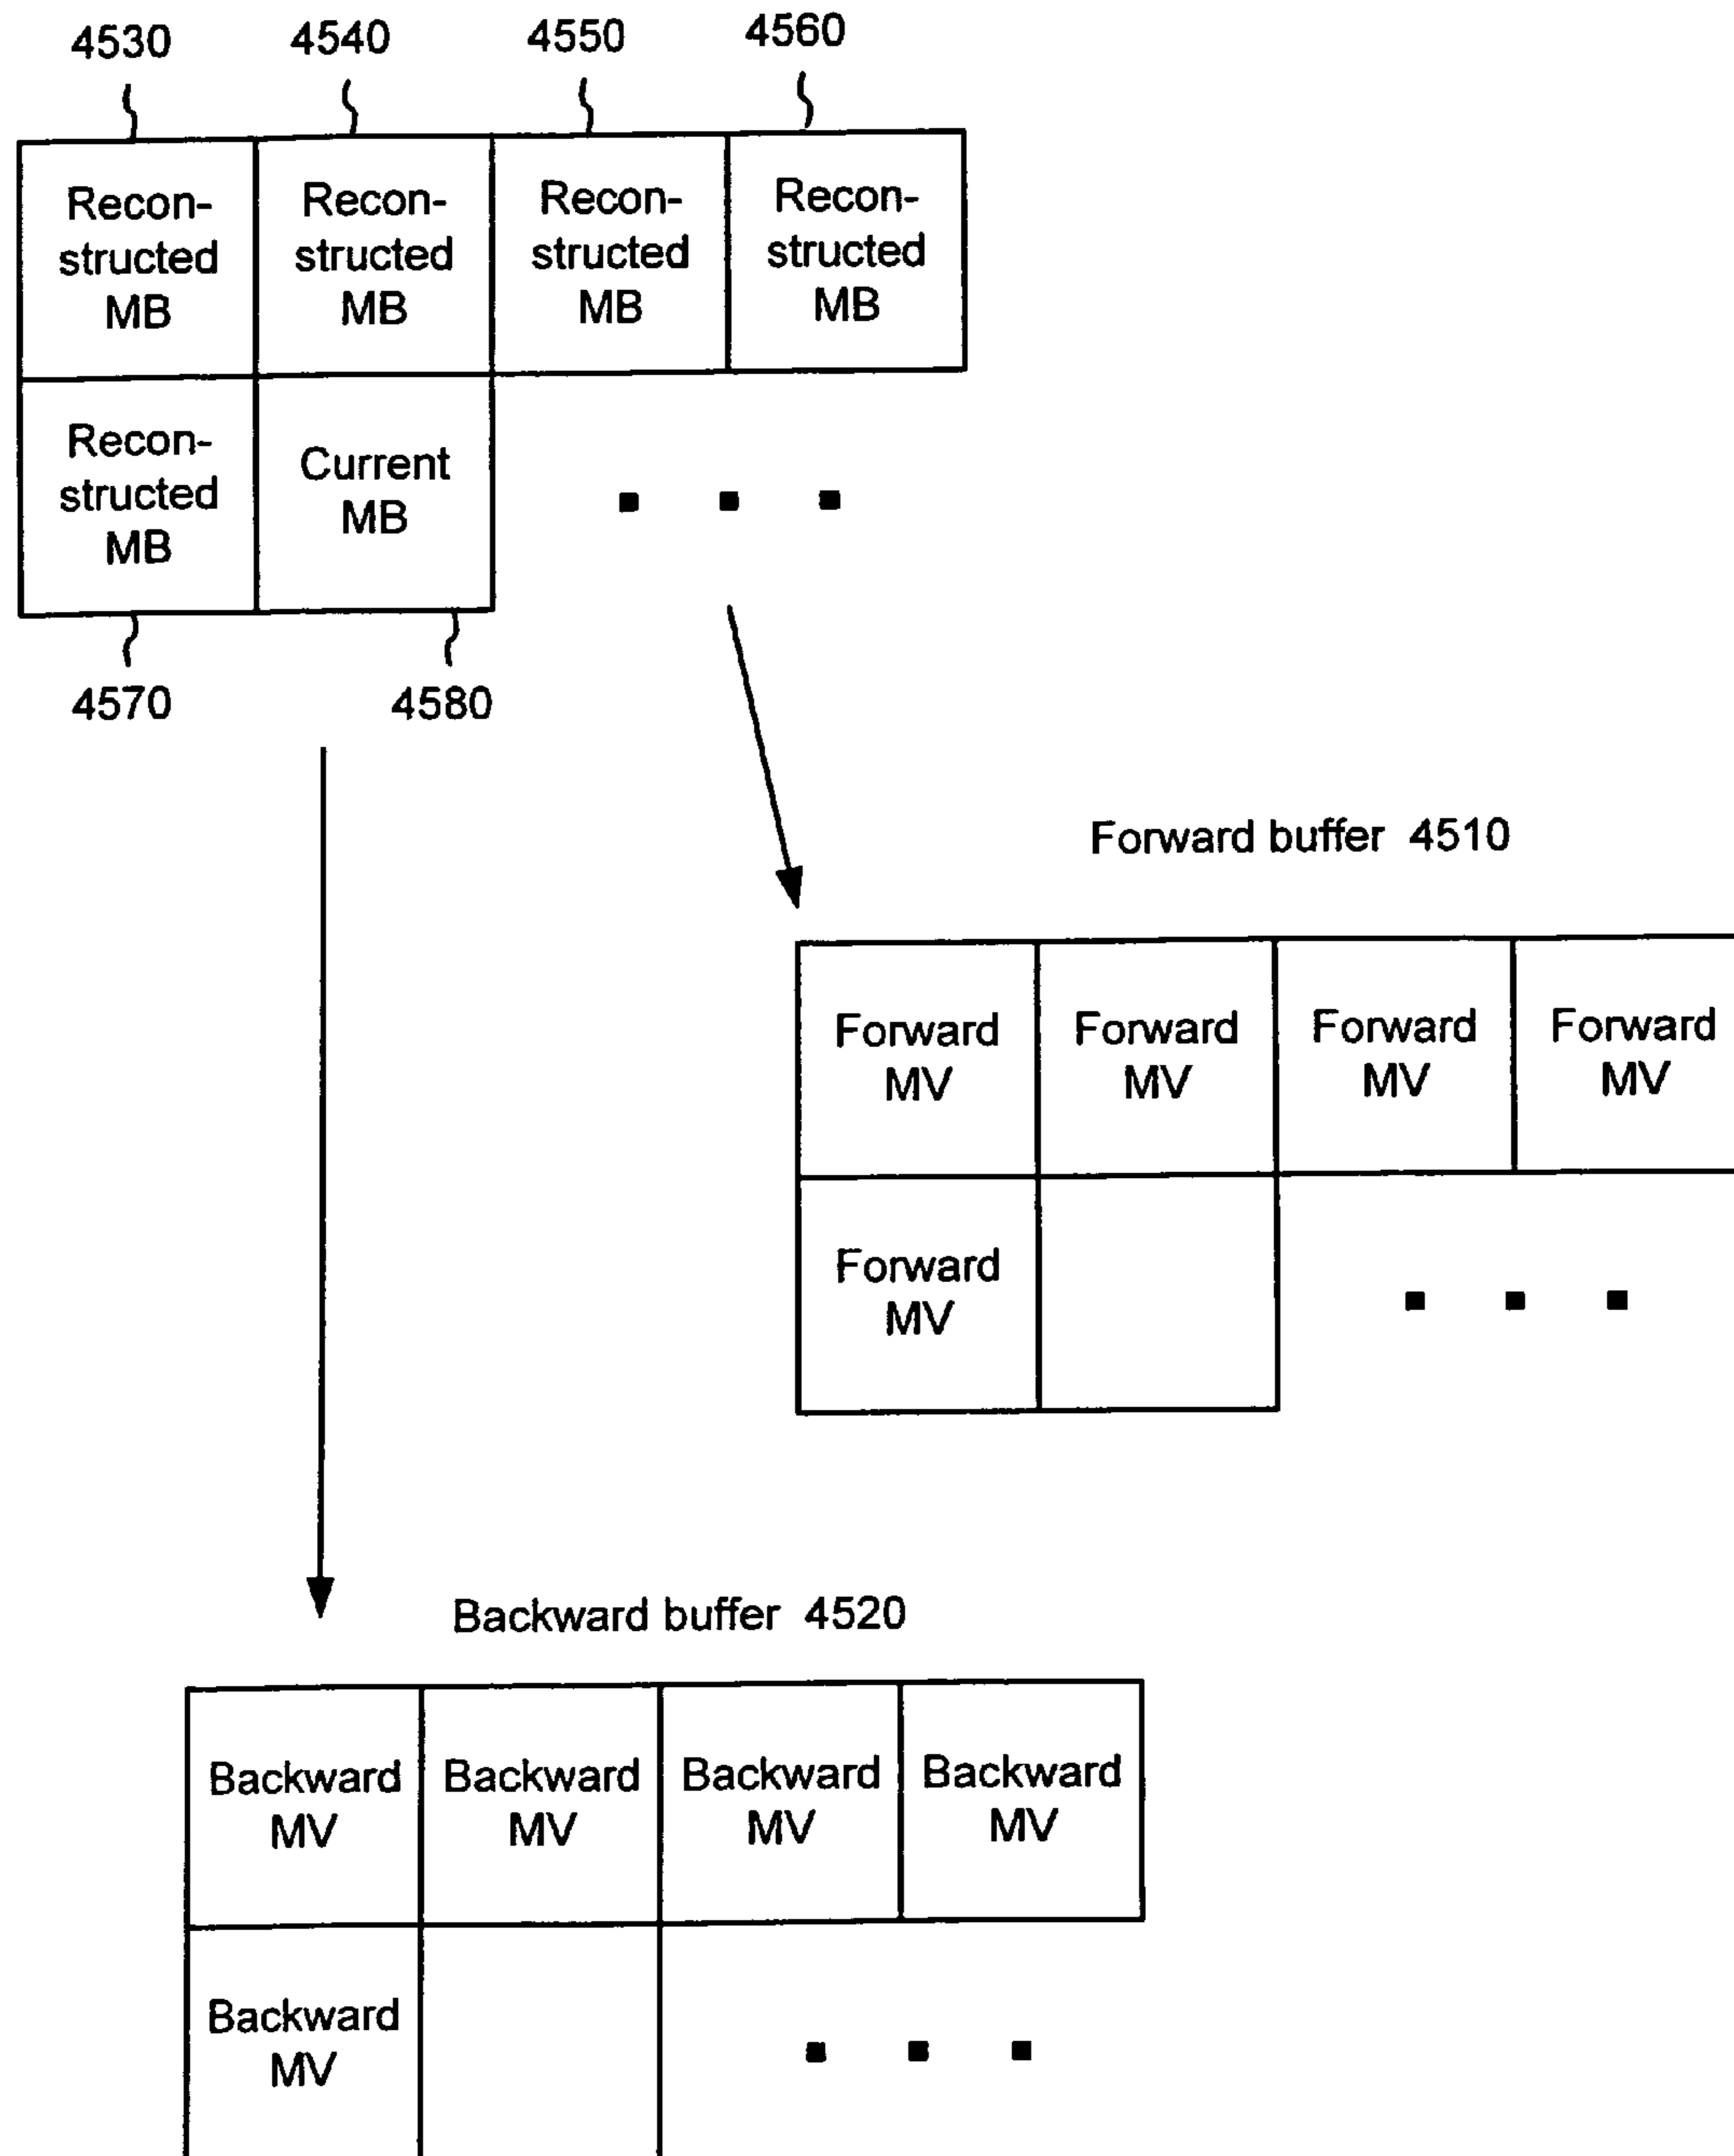 4530 4540 4550 4560
Recon- Recon- Recon- Recon-
structed structed structed structed
MB MB MB MB
Recon-
structed
MB
Current
MB
4570 4580
Forward buffer 4510
Forward Forward Forward Forward
MV MV MV MV
Forward
MV
Backward buffer 4520
Backward Backward Backward Backward
MV MV MV MV
Backward
MV